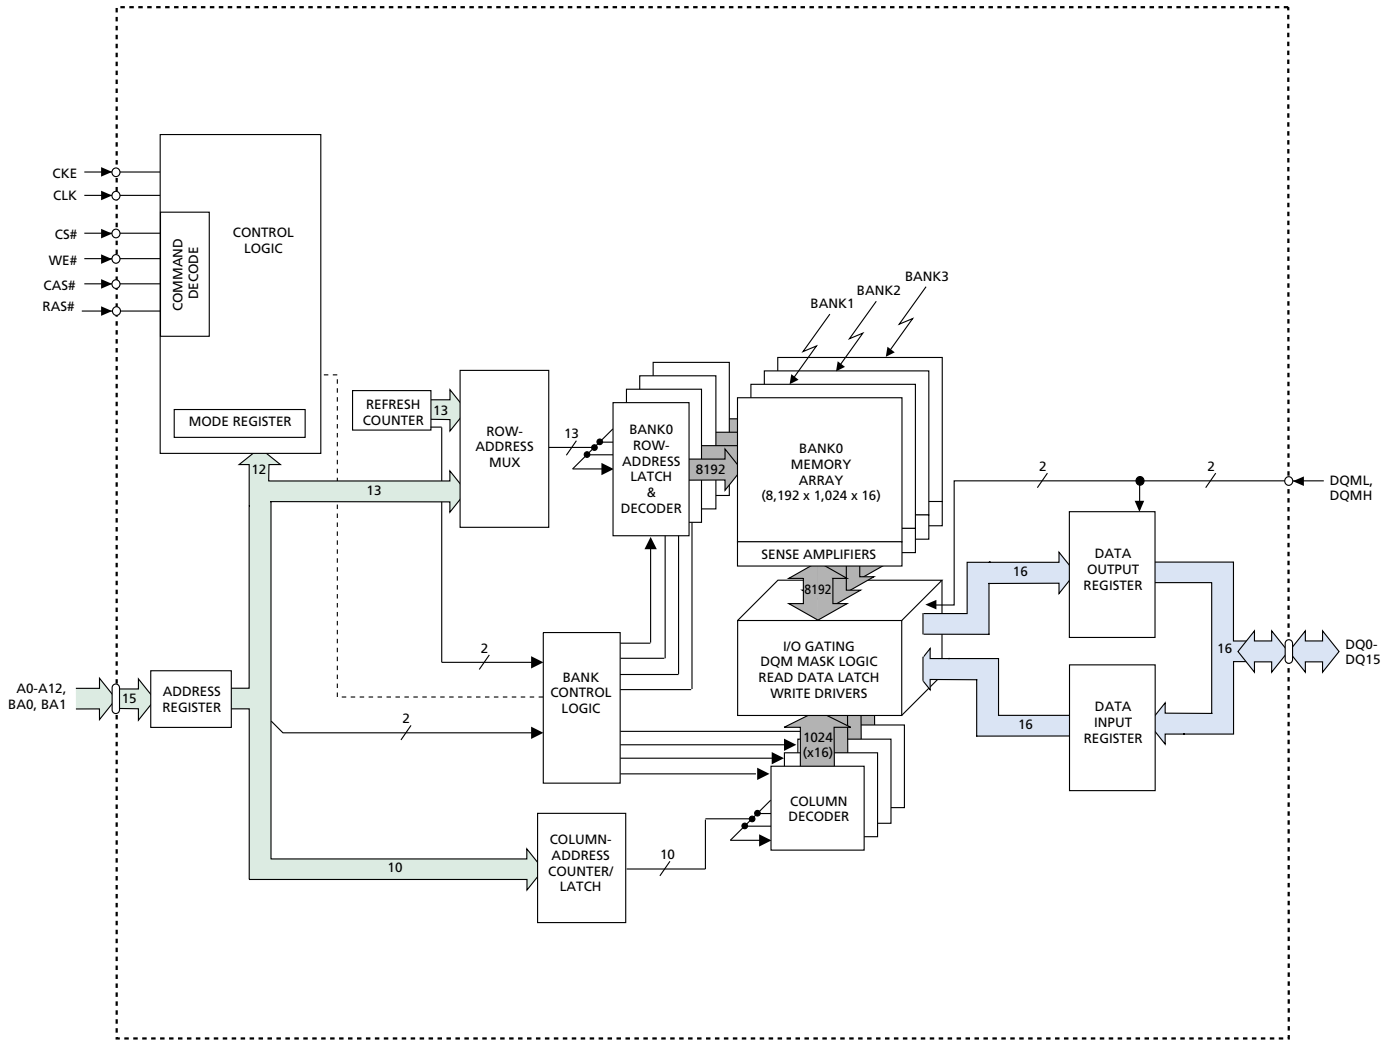 CKE
CLK
CS#
WE#
CAS#
RAS#
COMMAND
DECODE
CONTROL
LOGIC
MODE REGISTER
12
BANK1
BANK2
BANK3
REFRESH
COUNTER
13
13
ROW-
ADDRESS
MUX
13
BANK0
ROW-
ADDRESS
LATCH
&
DECODER
8192
BANK0
MEMORY
ARRAY
(8,192 x 1,024 x 16)
SENSE AMPLIFIERS
8192
2
2
DQML,
DQMH
DATA
OUTPUT
REGISTER
16
I/O GATING
DQM MASK LOGIC
READ DATA LATCH
WRITE DRIVERS
16
DQ0-
DQ15
DATA
INPUT
REGISTER
16
A0-A12,
BA0, BA1
15
ADDRESS
REGISTER
2
2
BANK
CONTROL
LOGIC
1024
(x16)
COLUMN
DECODER
10
COLUMN-
ADDRESS
COUNTER/
LATCH
10